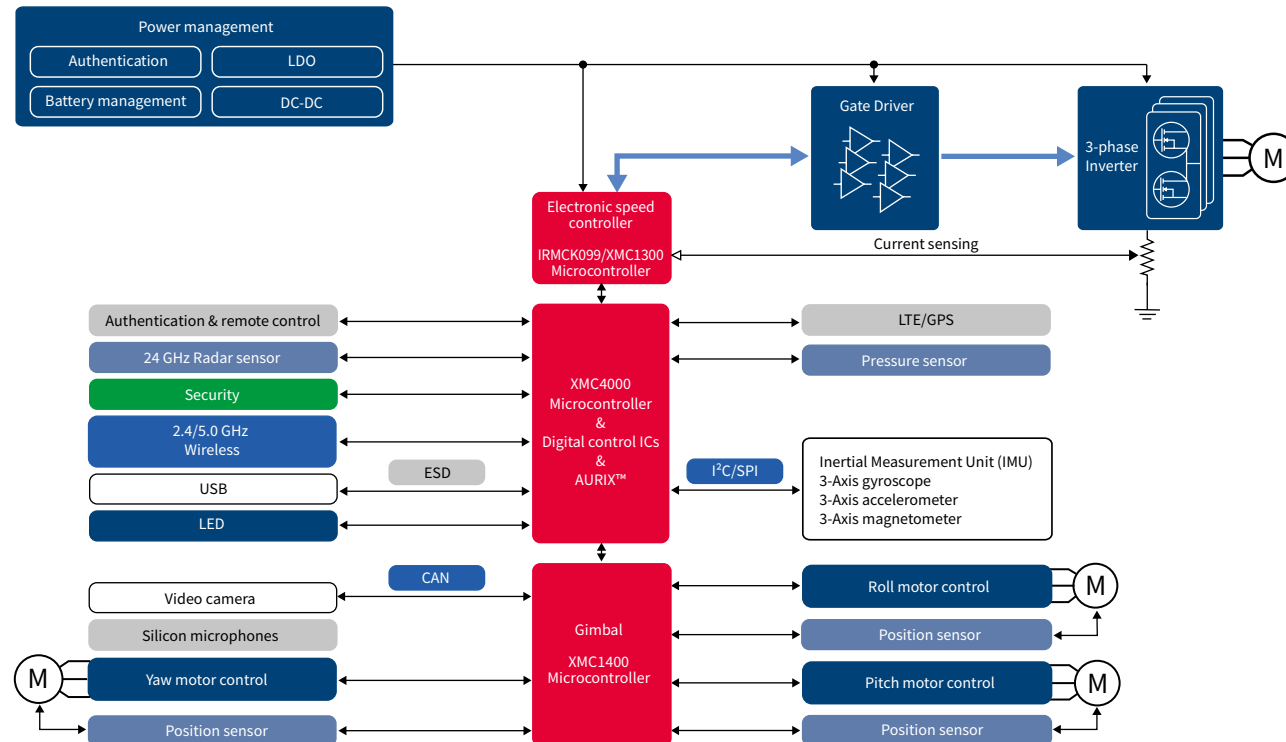 Power management
Authentication
LDO
Battery management
DC-DC
Gate Driver
3-phase
Inverter
M
Electronic speed
controller
IRMCK099/XMC1300
Microcontroller
Current sensing
Authentication & remote control
24 GHz Radar sensor
Security
2.4/5.0 GHz
Wireless
ESD
USB
LED
XMC4000
Microcontroller
&
Digital control ICs
&
AURIX™
LTE/GPS
Pressure sensor
I²C/SPI
Inertial Measurement Unit (IMU)
3-Axis gyroscope
3-Axis accelerometer
3-Axis magnetometer
CAN
Video camera
Silicon microphones
M
Yaw motor control
Position sensor
Gimbal
XMC1400
Microcontroller
Roll motor control
M
Position sensor
Pitch motor control
M
Position sensor